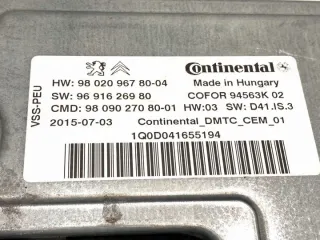 Continental
Made in Hungary
HW: 98 020 967 80-04
COFOR 94563K 02
SW: 96 916 269 80
CMD: 98 090 270 80-01
HW:03 SW: D41.IS.3
2015-07-03
Continental_DMTC_CEM_01
1Q0D041655194
VSS-PEU